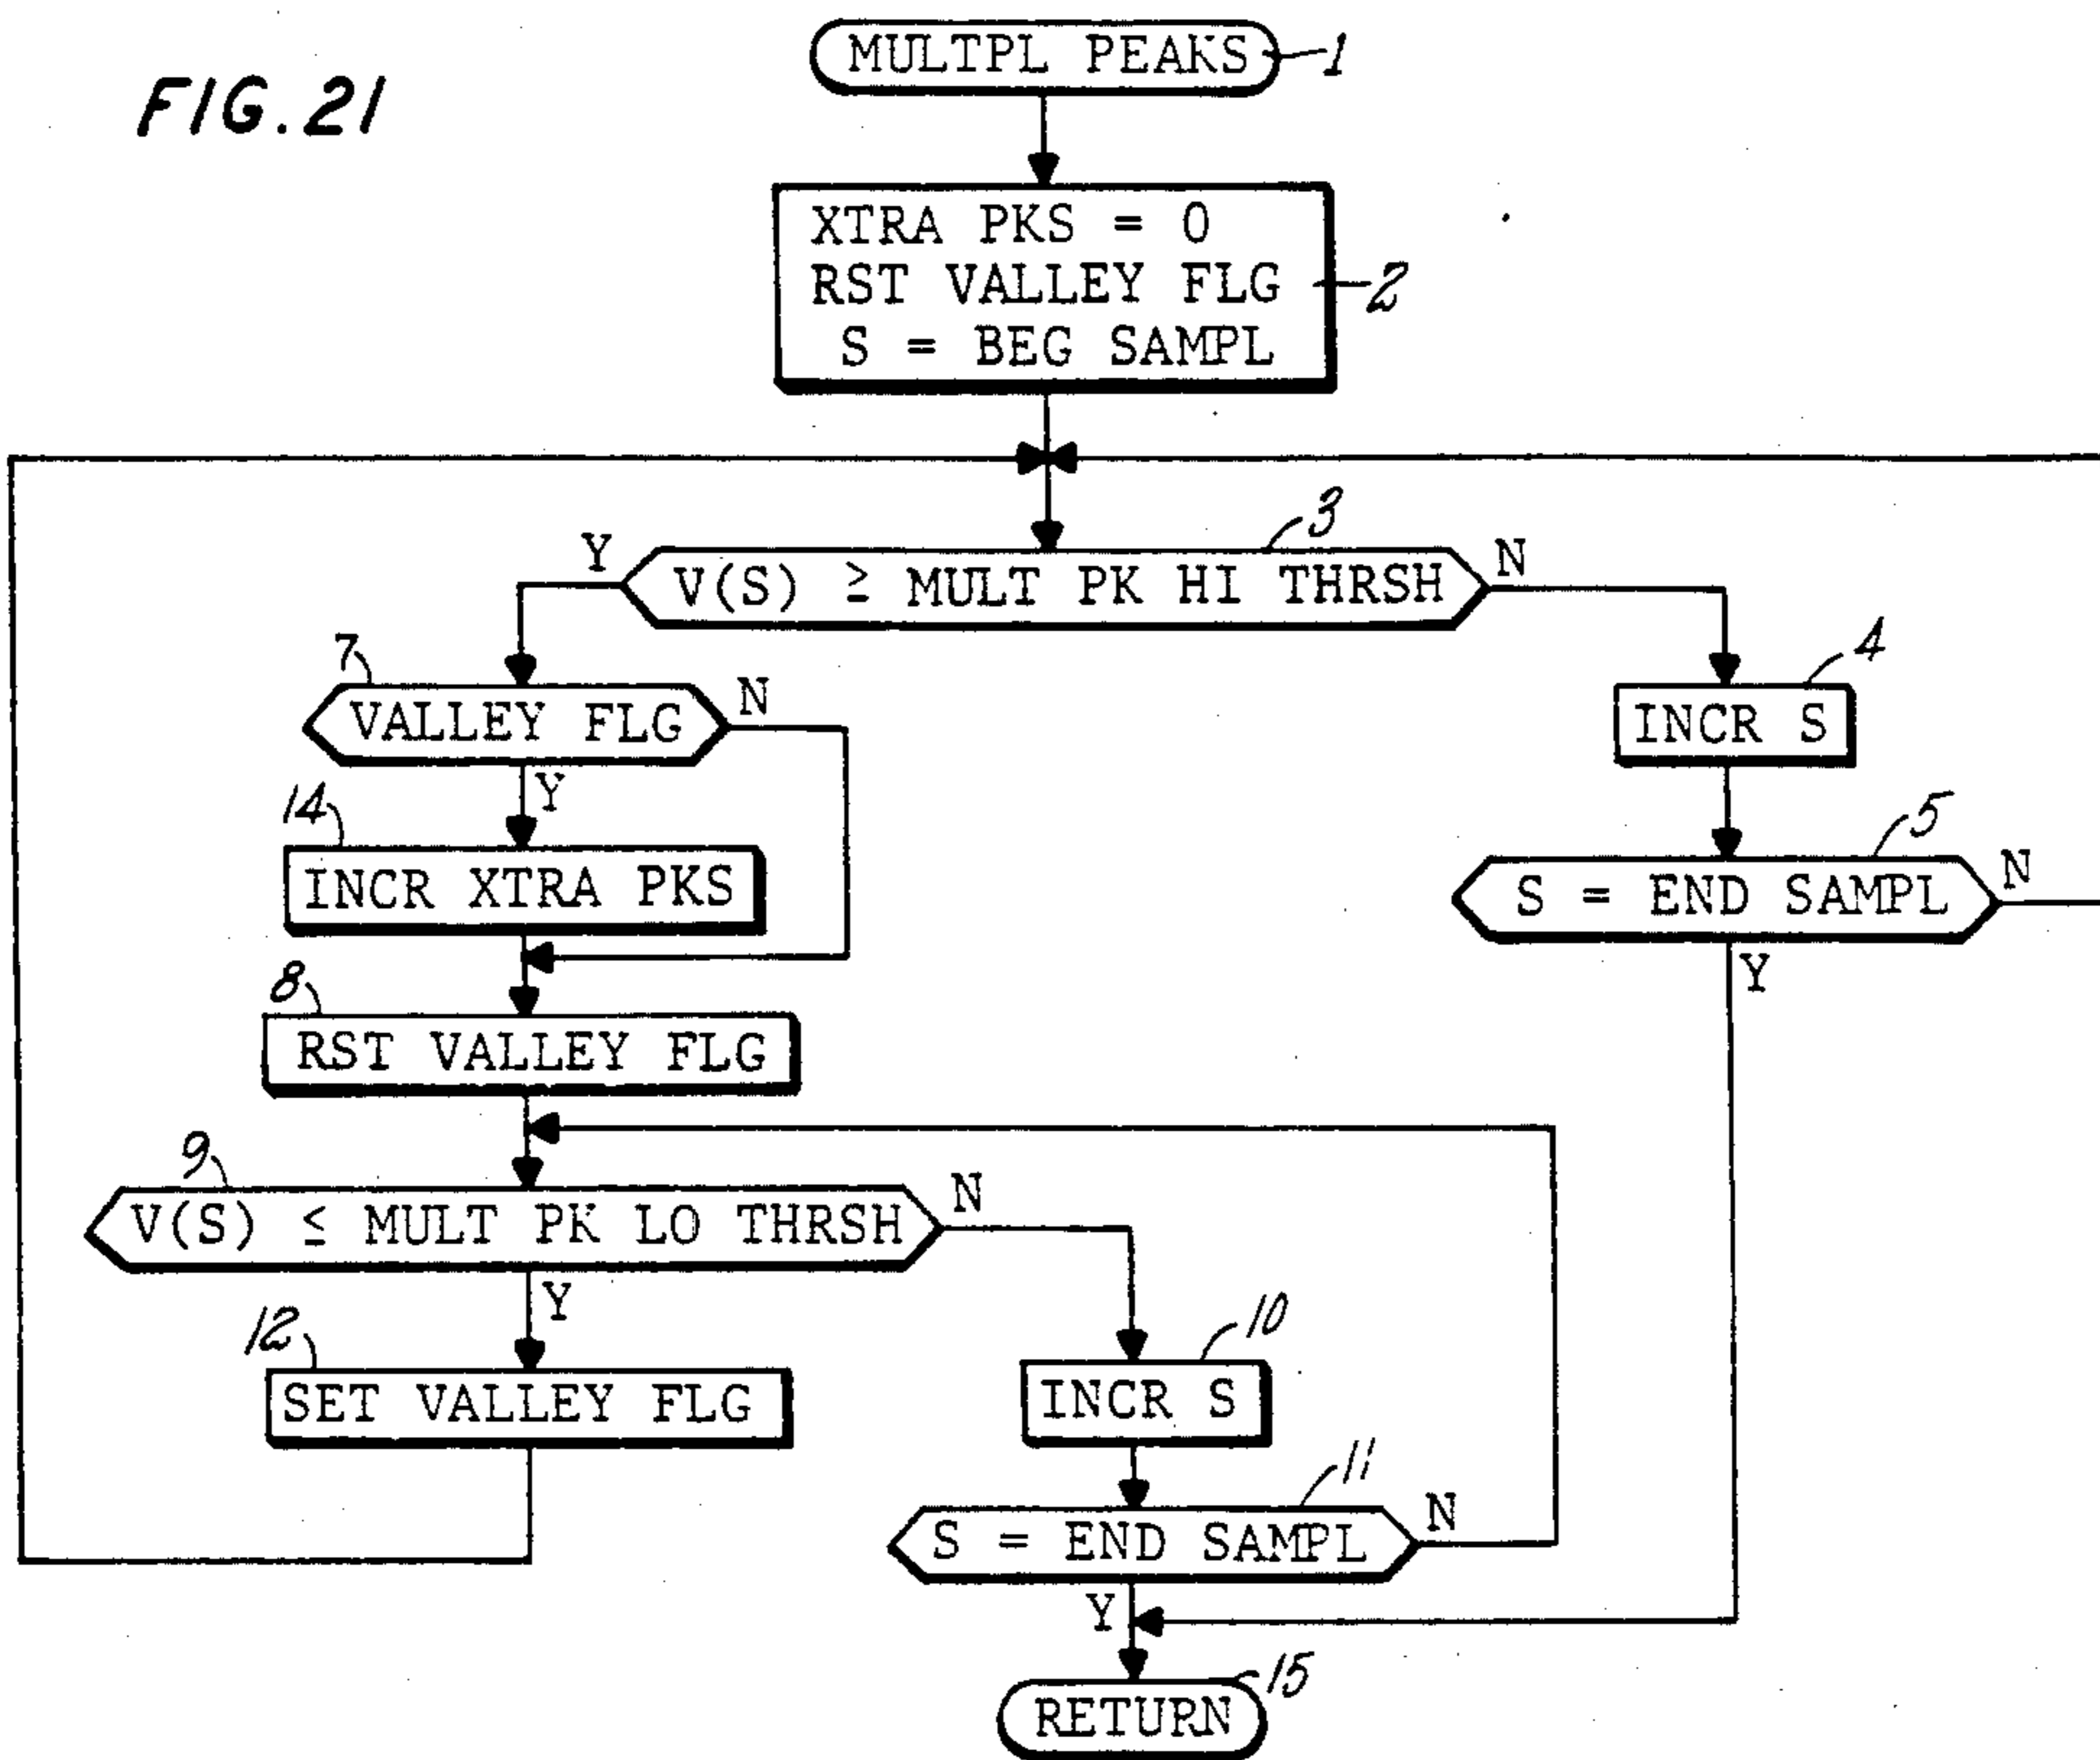 FIG. 21
MULTPL PEAKS
1
XTRA PKS = 0
RST VALLEY FLG
S = BEG SAMPL
2
3
Y
V(S) ≥ MULT PK HI THRSH
N
7
VALLEY FLG
N
Y
4
INCR S
14
INCR XTRA PKS
5
S = END SAMPL
N
Y
8
RST VALLEY FLG
9
V(S) ≤ MULT PK LO THRSH
N
Y
12
SET VALLEY FLG
10
INCR S
11
S = END SAMPL
N
Y
15
RETURN